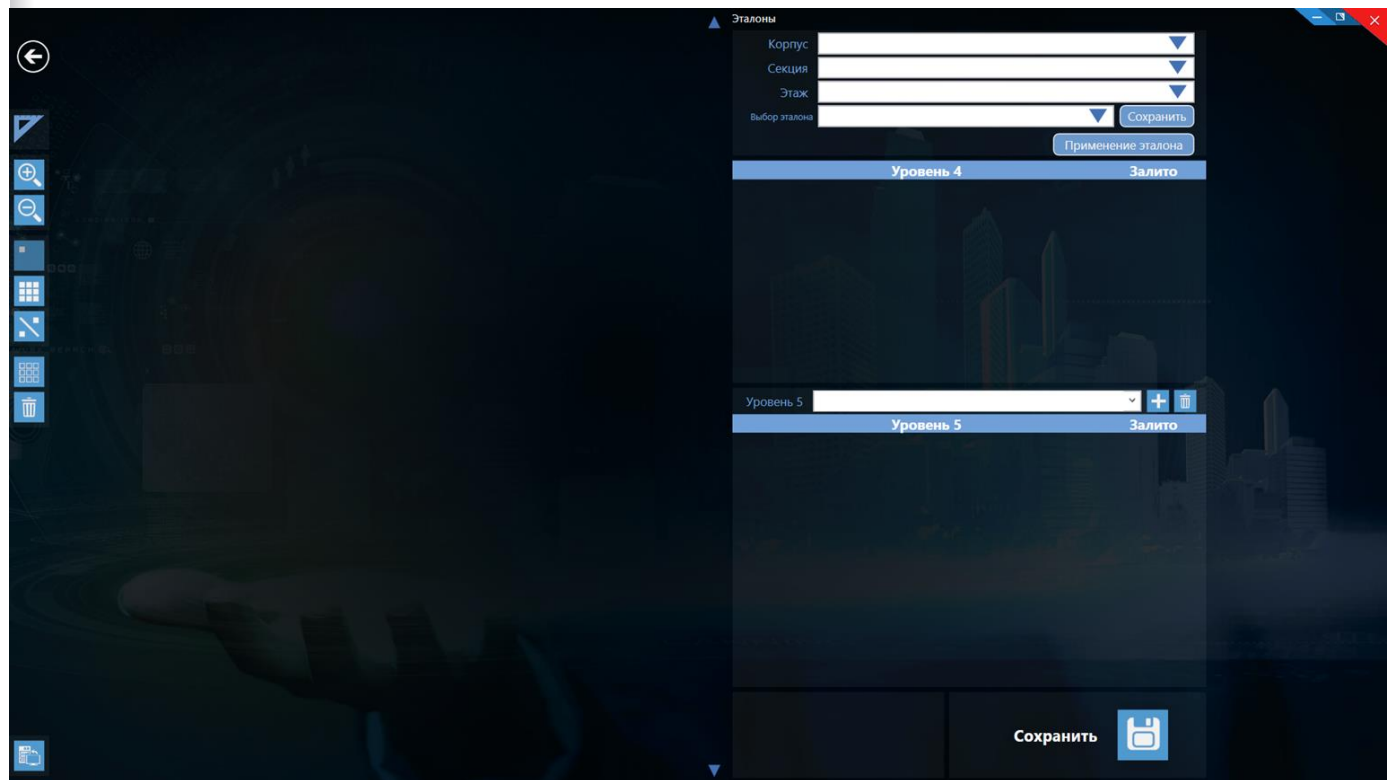 Эталоны
Корпус
Секция
Этаж
Выбор эталона Сохранить
Применение эталона
Уровень 4 Залито
Уровень 5
Уровень 5 Залито
Сохранить